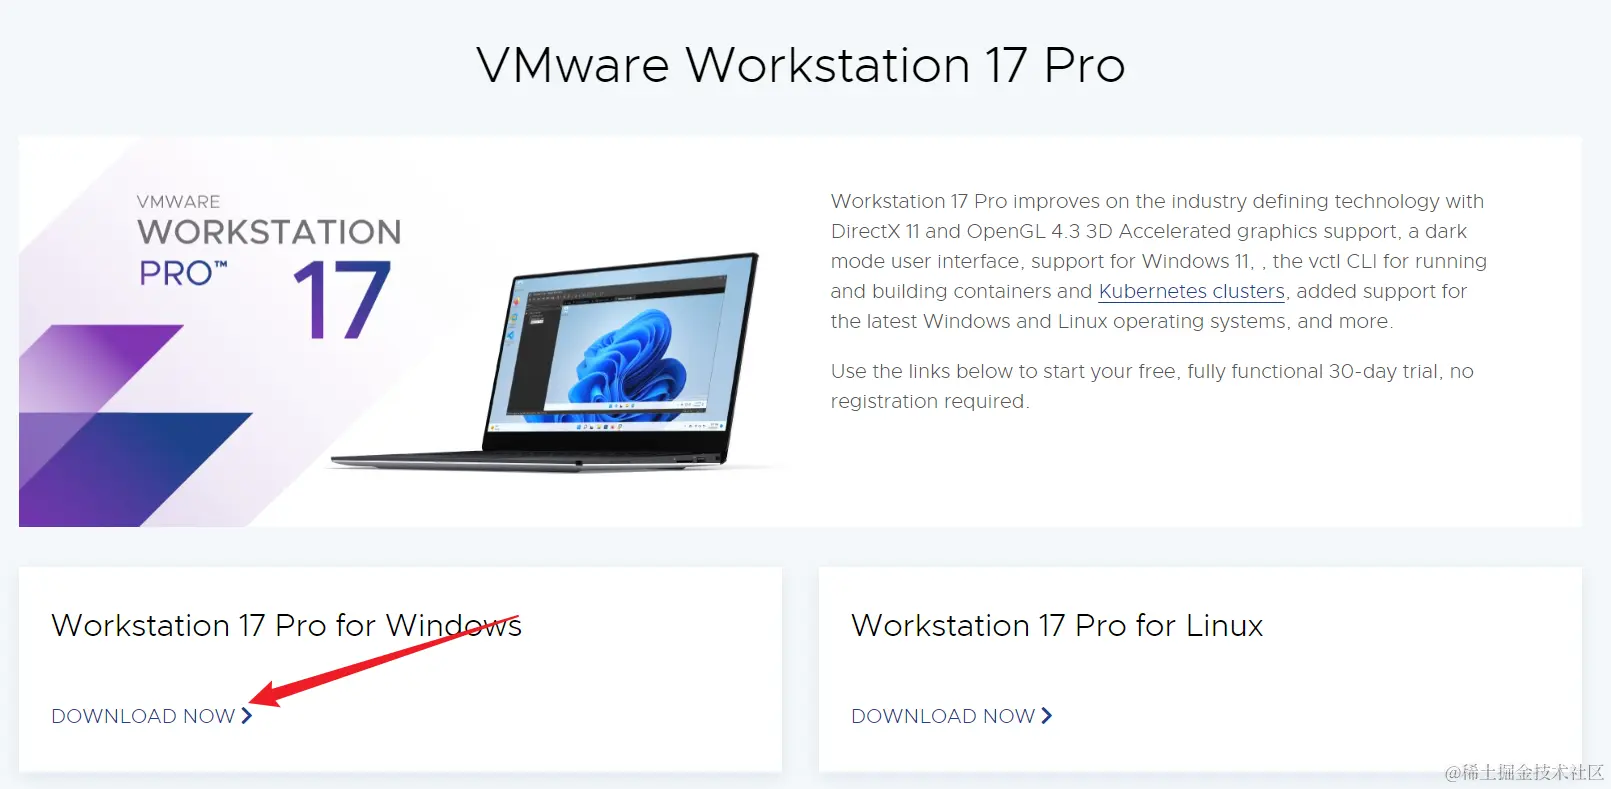 VMware Workstation 17 Pro
VMWARE
WORKSTATION
PRO™ 17
Workstation 17 Pro improves on the industry defining technology with
DirectX 11 and OpenGL 4.3 3D Accelerated graphics support, a dark
mode user interface, support for Windows 11, , the vctl CLI for running
and building containers and Kubernetes clusters, added support for
the latest Windows and Linux operating systems, and more.
Use the links below to start your free, fully functional 30-day trial, no
registration required.
Workstation 17 Pro for Windows
DOWNLOAD NOW
Workstation 17 Pro for Linux
DOWNLOAD NOW
@稀土掘金技术社区